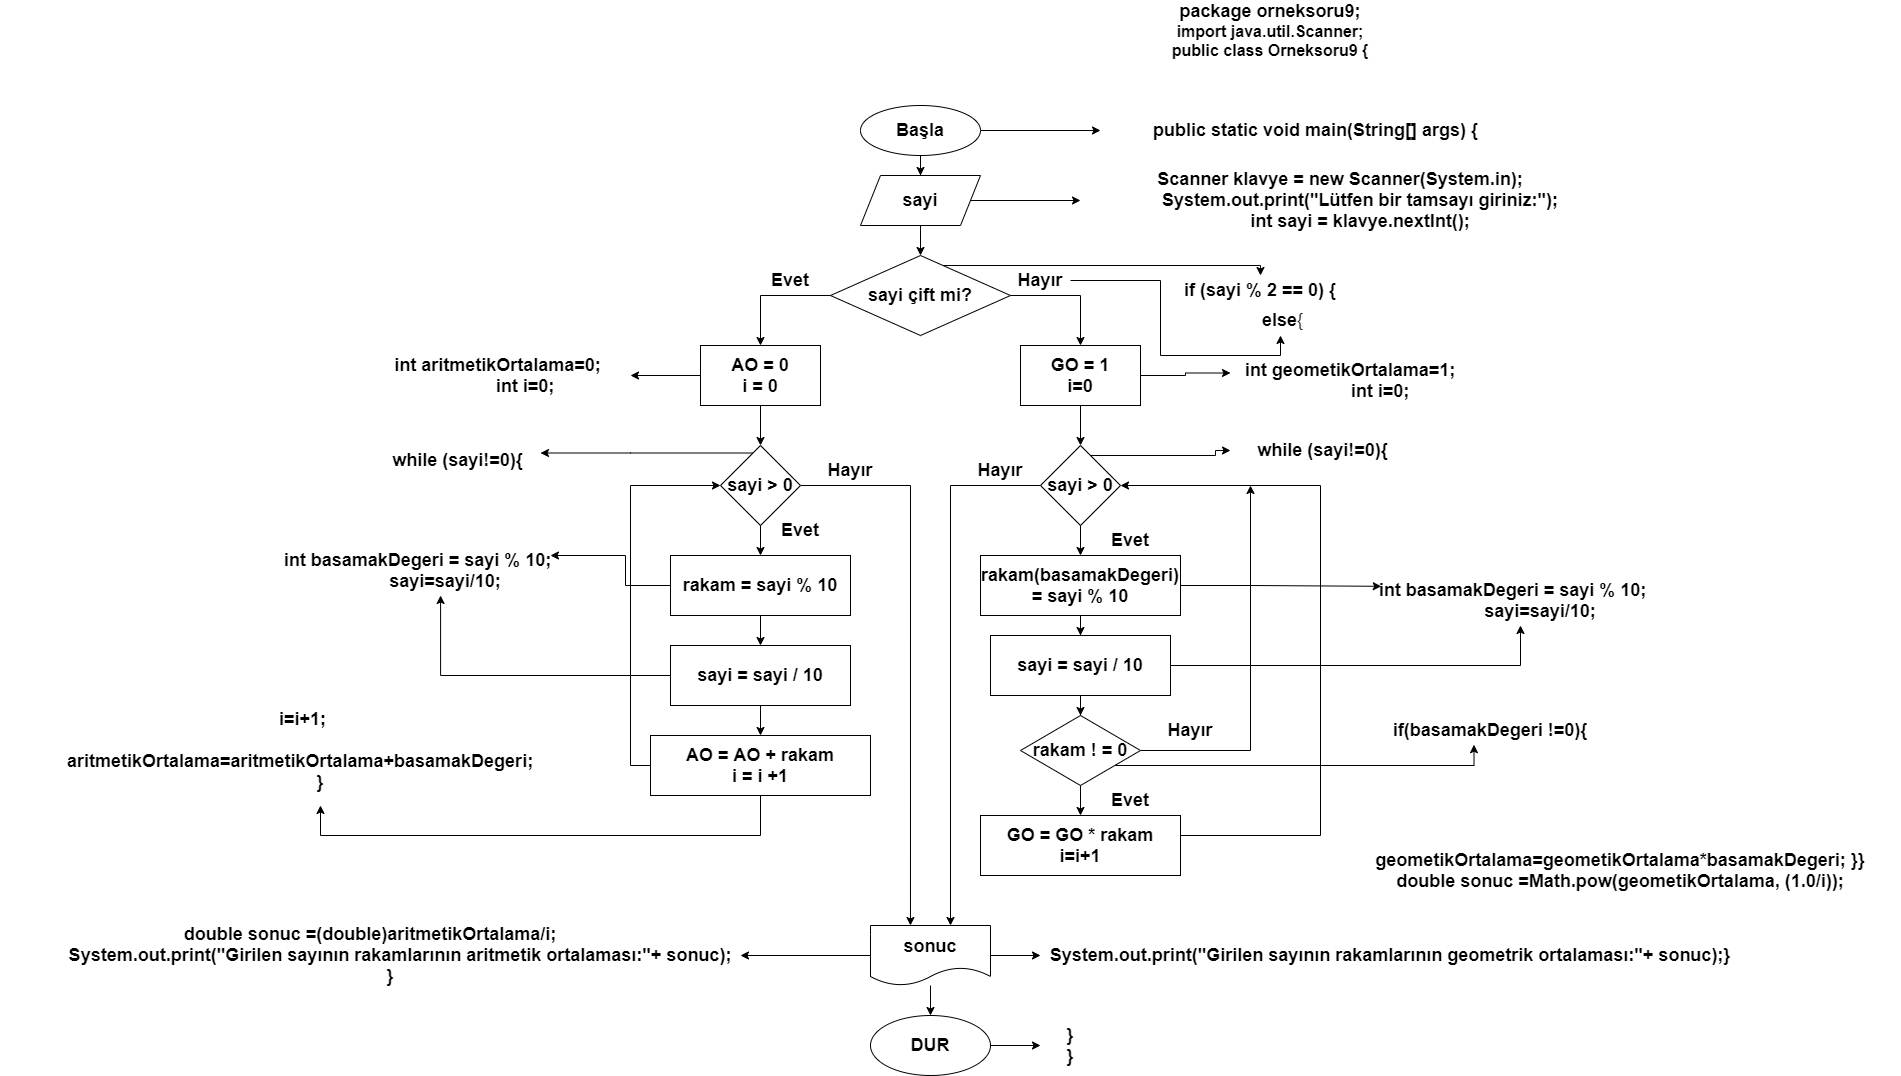 package orneksoru9;
import java.util.Scanner;
public class Orneksoru9 {
Başla
public static void main(String[] args) {
sayi
Scanner klavye = new Scanner(System.in);
System.out.print("Lütfen bir tamsayı giriniz:");
int sayi = klavye.nextInt();
Evet
sayi çift mi?
Hayır
if (sayi % 2 == 0) {
else{
int aritmetikOrtalama=0;
int i=0;
AO = 0
i = 0
GO = 1
i=0
int geometikOrtalama=1;
int i=0;
while (sayi!=0){
sayi > 0
Hayır
Hayır
sayi > 0
while (sayi!=0){
Evet
Evet
int basamakDegeri = sayi % 10;
sayi=sayi/10;
rakam = sayi % 10
rakam(basamakDegeri)
= sayi % 10
int basamakDegeri = sayi % 10;
sayi=sayi/10;
sayi = sayi / 10
sayi = sayi / 10
i=i+1;
aritmetikOrtalama=aritmetikOrtalama+basamakDegeri;
}
AO = AO + rakam
i = i +1
rakam ! = 0
Hayır
if(basamakDegeri !=0){
Evet
GO = GO * rakam
i=i+1
geometikOrtalama=geometikOrtalama*basamakDegeri; }}
double sonuc =Math.pow(geometikOrtalama, (1.0/i));
double sonuc =(double)aritmetikOrtalama/i;
System.out.print("Girilen sayının rakamlarının aritmetik ortalaması:"+ sonuc);
}
sonuc
System.out.print("Girilen sayının rakamlarının geometrik ortalaması:"+ sonuc);}
DUR
}
}